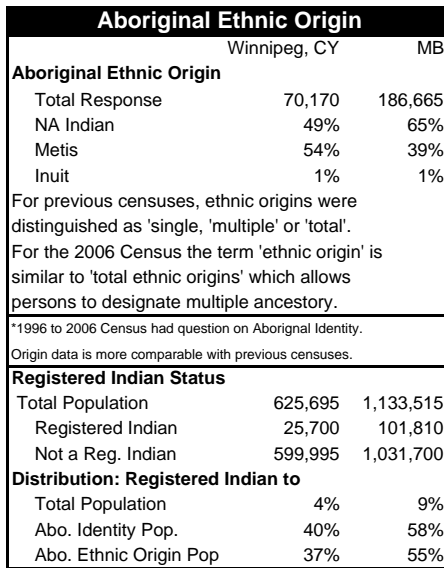 Aboriginal Ethnic Origin
Winnipeg, CY MB
Aboriginal Ethnic Origin
Total Response 70,170 186,665
NA Indian 49% 65%
Metis 54% 39%
Inuit 1% 1%
For previous censuses, ethnic origins were
distinguished as 'single, 'multiple' or 'total'.
For the 2006 Census the term 'ethnic origin' is
similar to 'total ethnic origins' which allows
persons to designate multiple ancestory.
*1996 to 2006 Census had question on Aborignal Identity.
Origin data is more comparable with previous censuses.
Registered Indian Status
Total Population 625,695 1,133,515
Registered Indian 25,700 101,810
Not a Reg. Indian 599,995 1,031,700
Distribution: Registered Indian to
Total Population 4% 9%
Abo. Identity Pop. 40% 58%
Abo. Ethnic Origin Pop 37% 55%